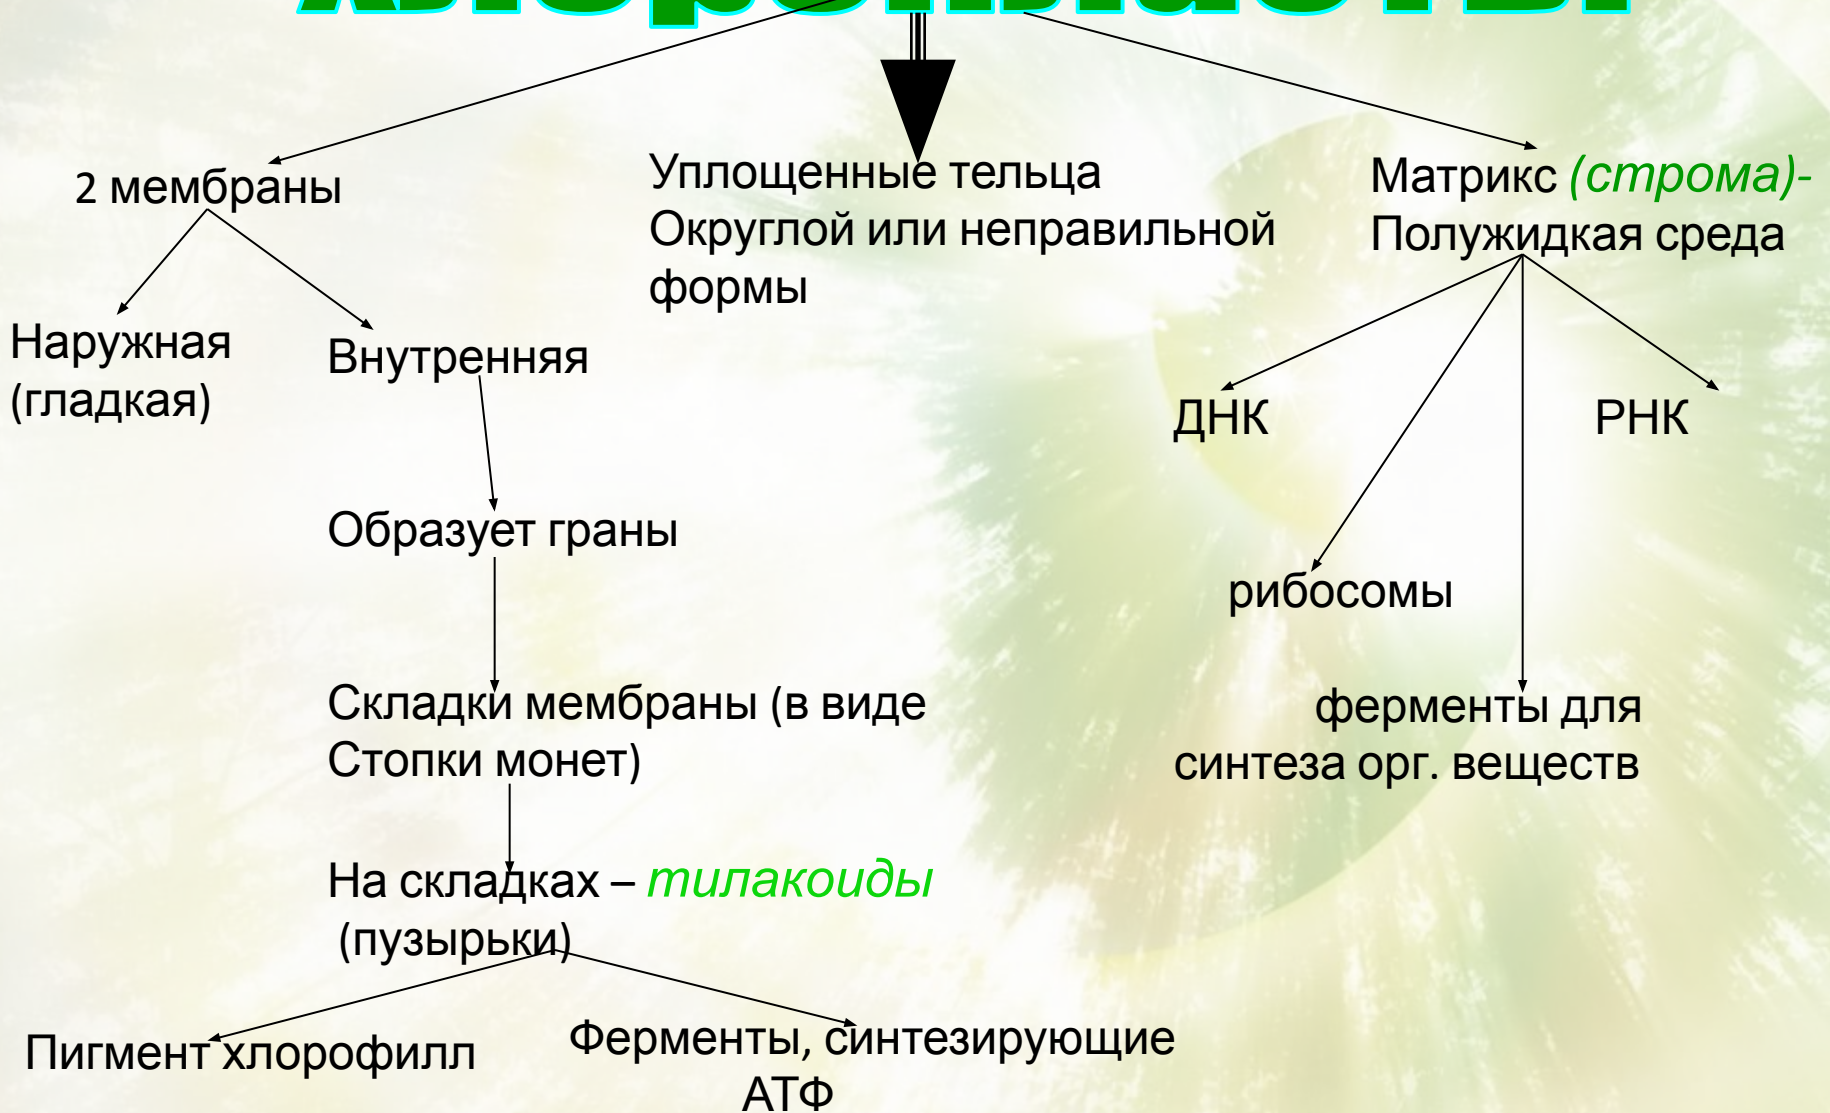 Хлоропласты
2 мембраны
Наружная
(гладкая)
Внутренняя
Образует граны
Складки мембраны (в виде
Стопки монет)
На складках – тилакоиды
(пузырьки)
Пигмент хлорофилл
Ферменты, синтезирующие
АТФ
Уплощенные тельца
Округлой или неправильной
формы
Матрикс (строма)-
Полужидкая среда
ДНК
РНК
рибосомы
ферменты для
синтеза орг. веществ